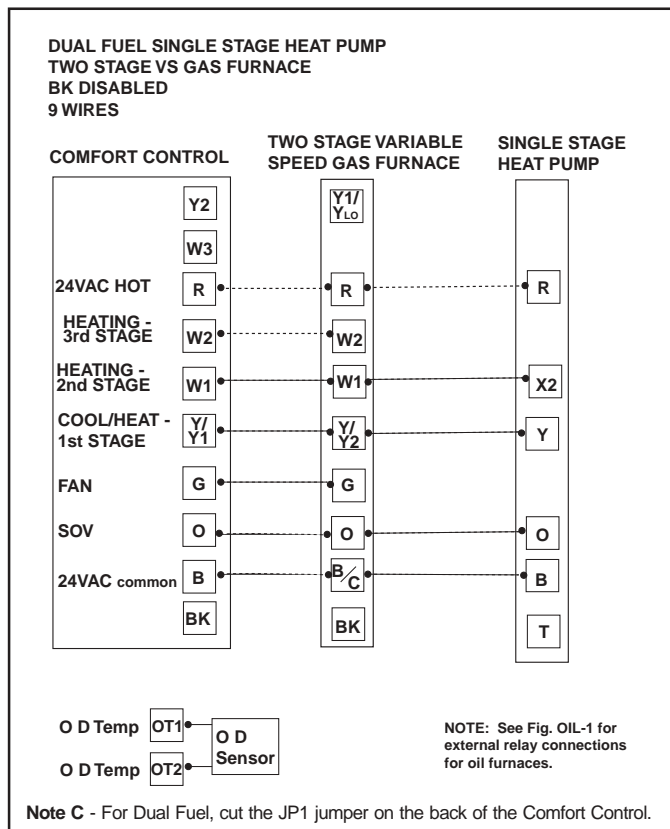 DUAL FUEL SINGLE STAGE HEAT PUMP
TWO STAGE VS GAS FURNACE
BK DISABLED
9 WIRES
COMFORT CONTROL
TWO STAGE VARIABLE
SPEED GAS FURNACE
SINGLE STAGE
HEAT PUMP
Y2
Y1/
YLO
W3
24VAC HOT R R R
HEATING -
3rd STAGE W2 W2
HEATING -
2nd STAGE W1 W1 X2
COOL/HEAT -
1st STAGE Y/
Y1 Y/
Y2 Y
FAN G G
SOV O O O
24VAC common B B/C B
BK BK T
O D Temp OT1
O D Temp OT2
O D
Sensor
NOTE: See Fig. OIL-1 for
external relay connections
for oil furnaces.
Note C - For Dual Fuel, cut the JP1 jumper on the back of the Comfort Control.